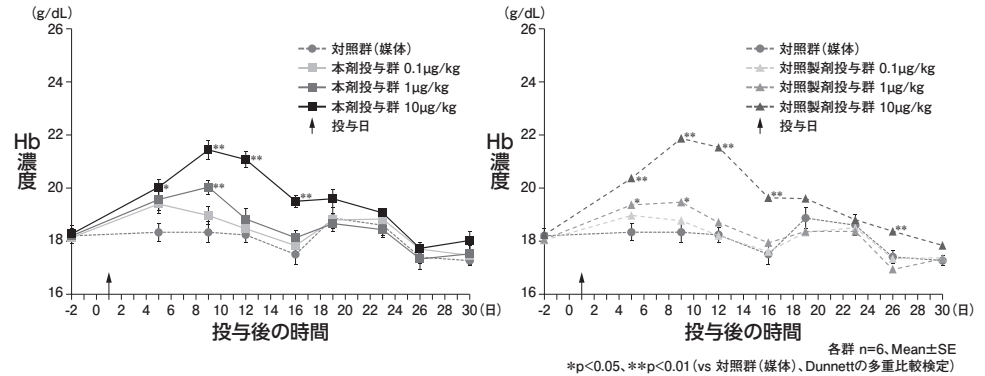 (g/dL)
26
24
22
20
18
16
Hb
濃度
対照群（媒体）
本剤投与群 0.1μg/kg
本剤投与群 1μg/kg
本剤投与群 10μg/kg
投与日
** ** * ** **
-2 0 2 4 6 8 10 12 14 16 18 20 22 24 26 28 30（日）
投与後の時間
(g/dL)
26
24
22
20
18
16
Hb
濃度
対照群（媒体）
対照製剤投与群 0.1μg/kg
対照製剤投与群 1μg/kg
対照製剤投与群 10μg/kg
投与日
** ** ** ** * * **
-2 0 2 4 6 8 10 12 14 16 18 20 22 24 26 28 30（日）
投与後の時間
各群 n=6、Mean±SE
*p<0.05、**p<0.01（vs 対照群（媒体）、Dunnettの多重比較検定）